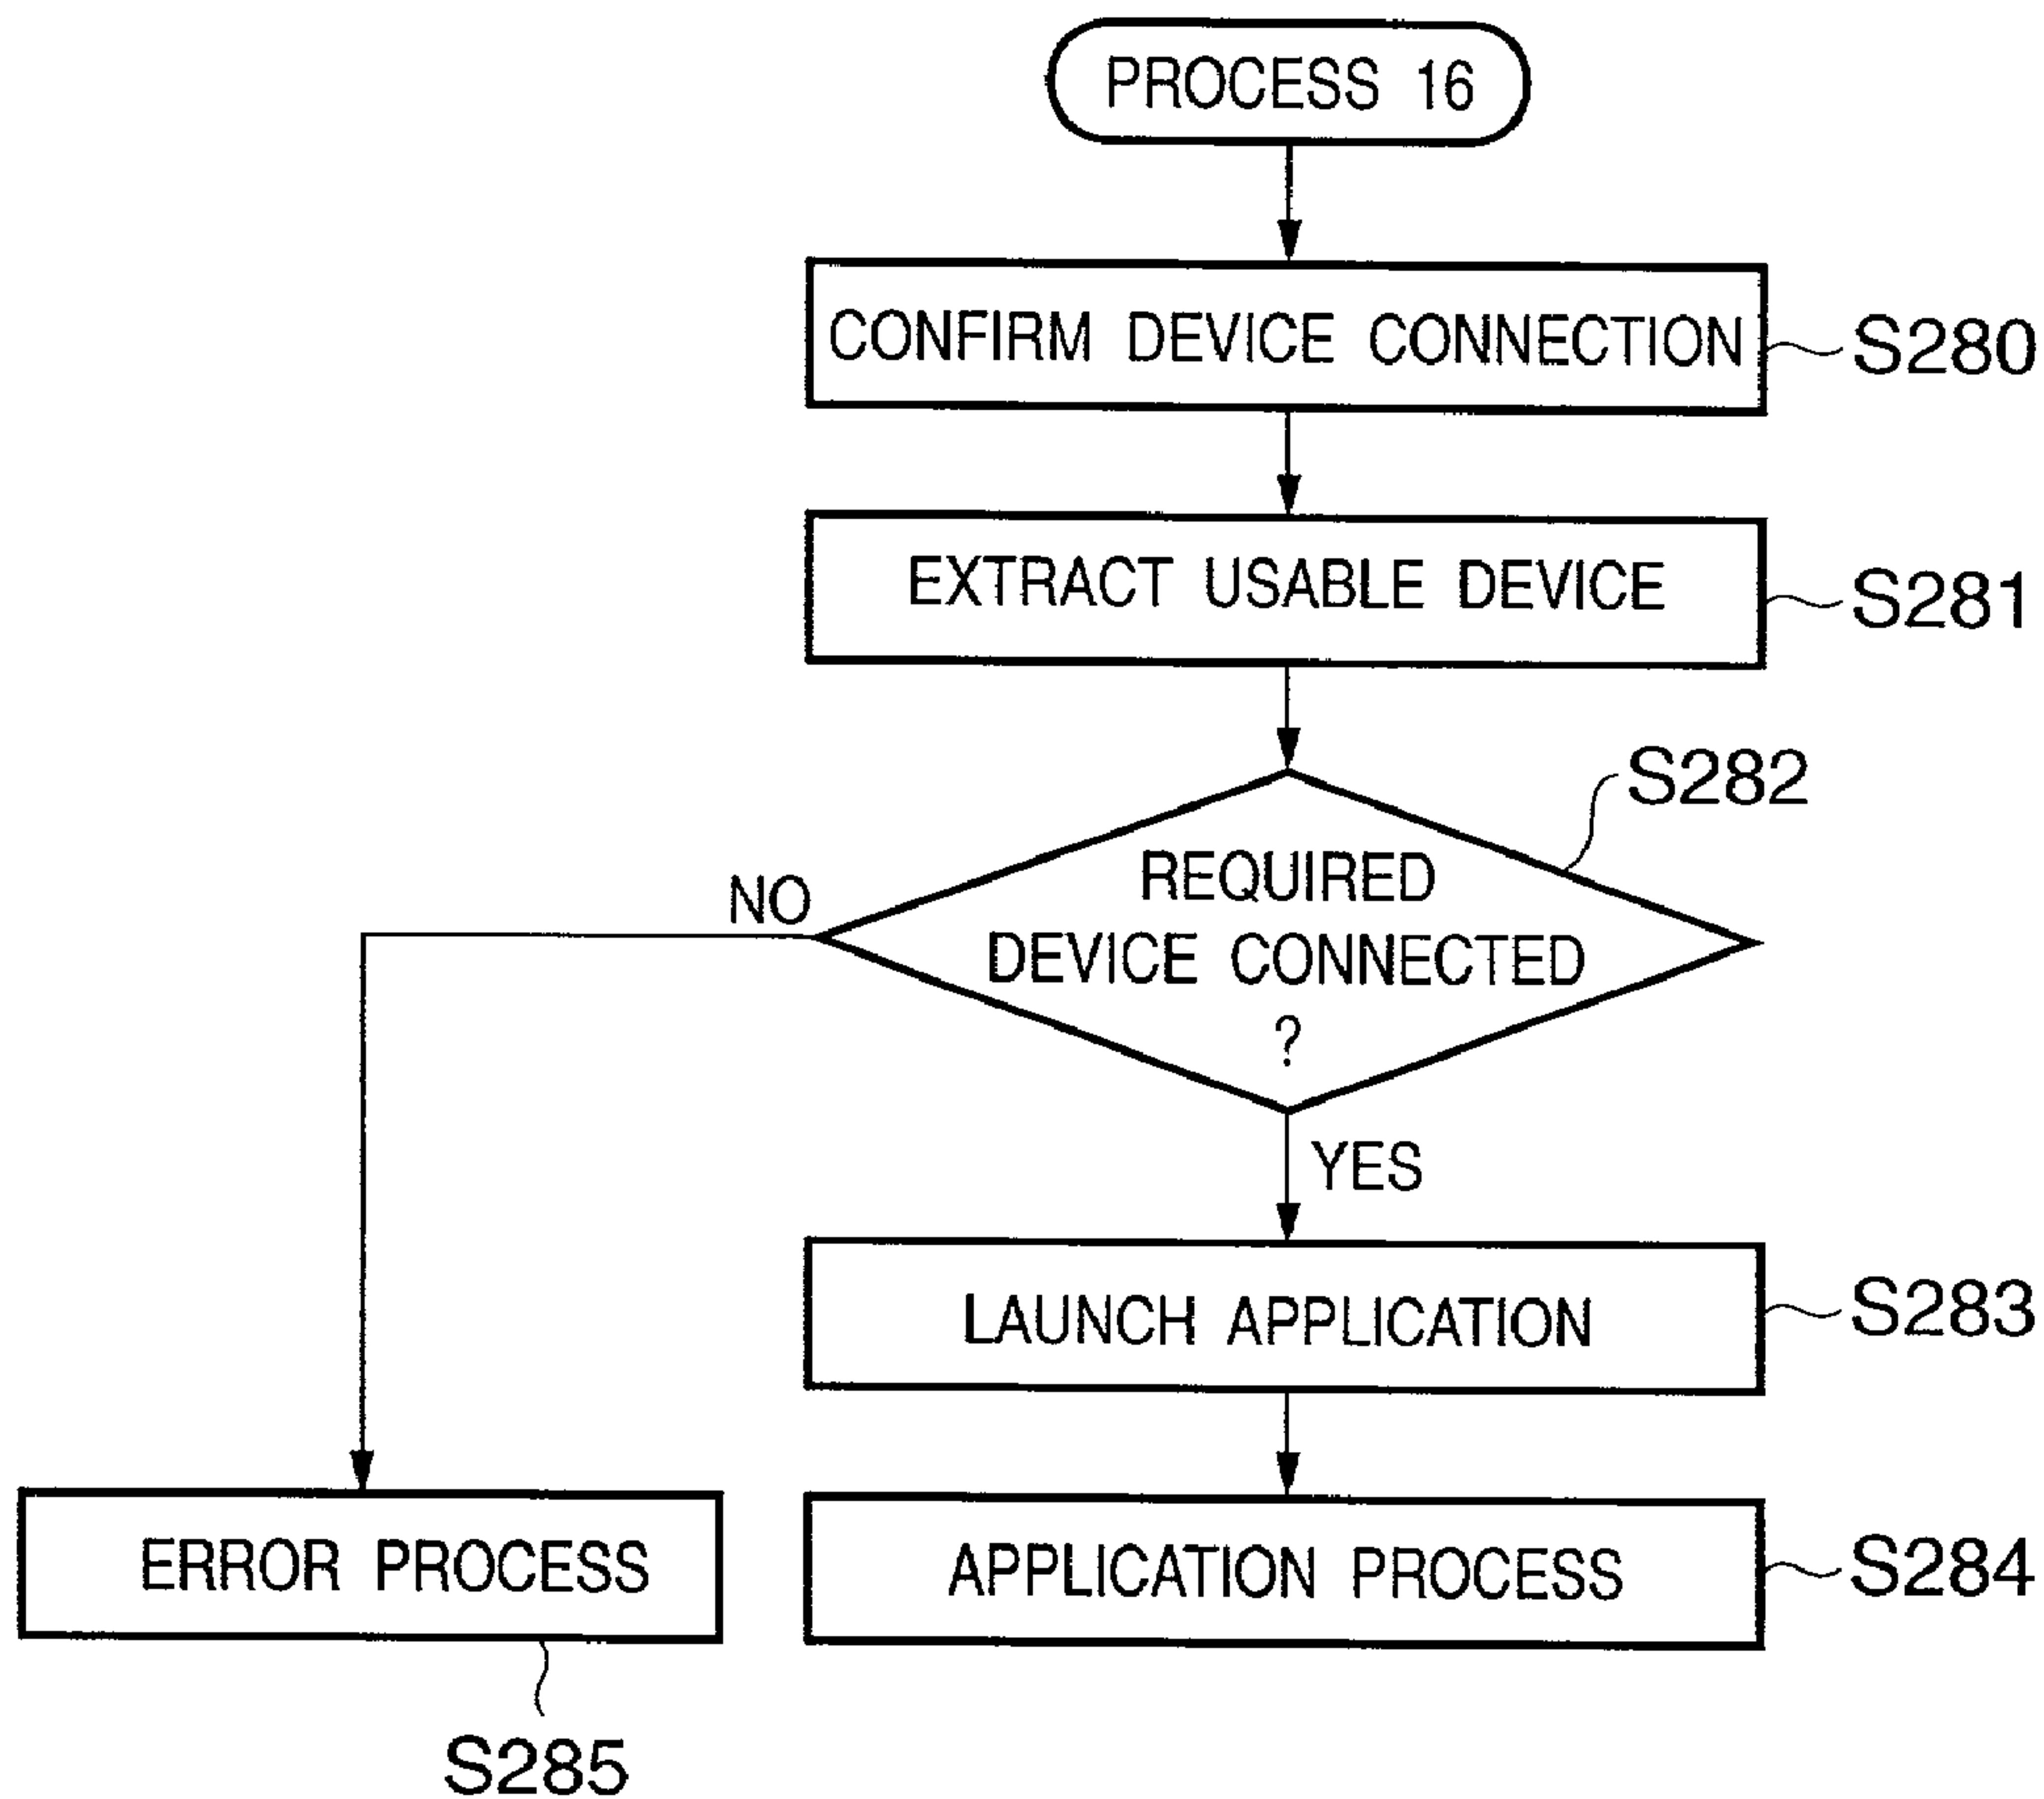 PROCESS 16
CONFIRM DEVICE CONNECTION
S280
EXTRACT USABLE DEVICE
S281
S282
REQUIRED
DEVICE CONNECTED
?
NO
YES
LAUNCH APPLICATION
S283
ERROR PROCESS
APPLICATION PROCESS
S284
S285